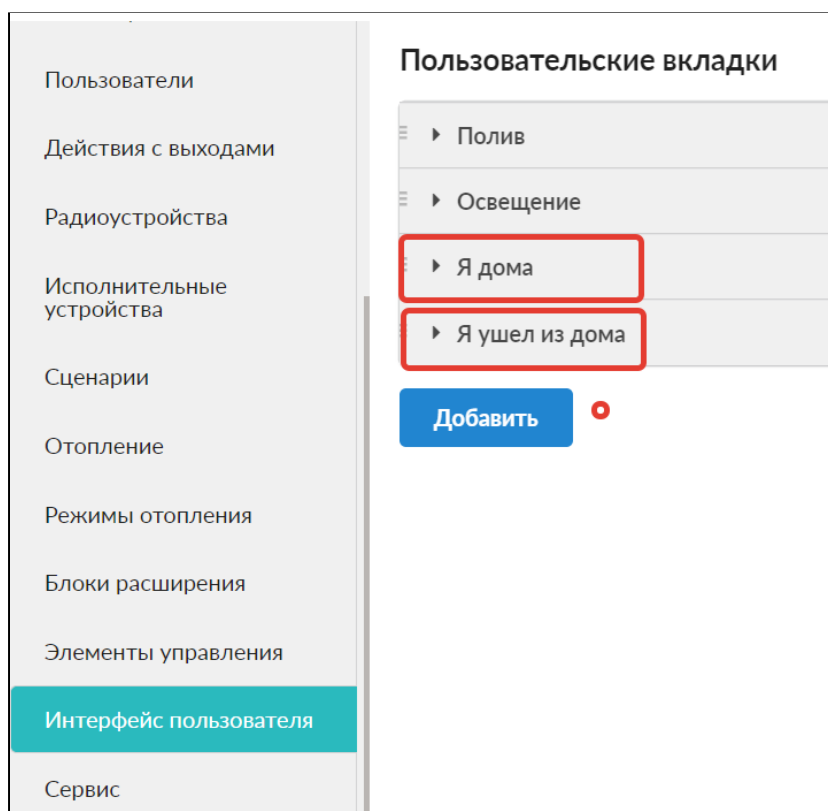 Пользователи
Действия с выходами
Радиоустройства
Исполнительные
устройства
Сценарии
Отопление
Режимы отопления
Блоки расширения
Элементы управления
Интерфейс пользователя
Сервис
Пользовательские вкладки
Полив
Освещение
Я дома
Я ушел из дома
Добавить